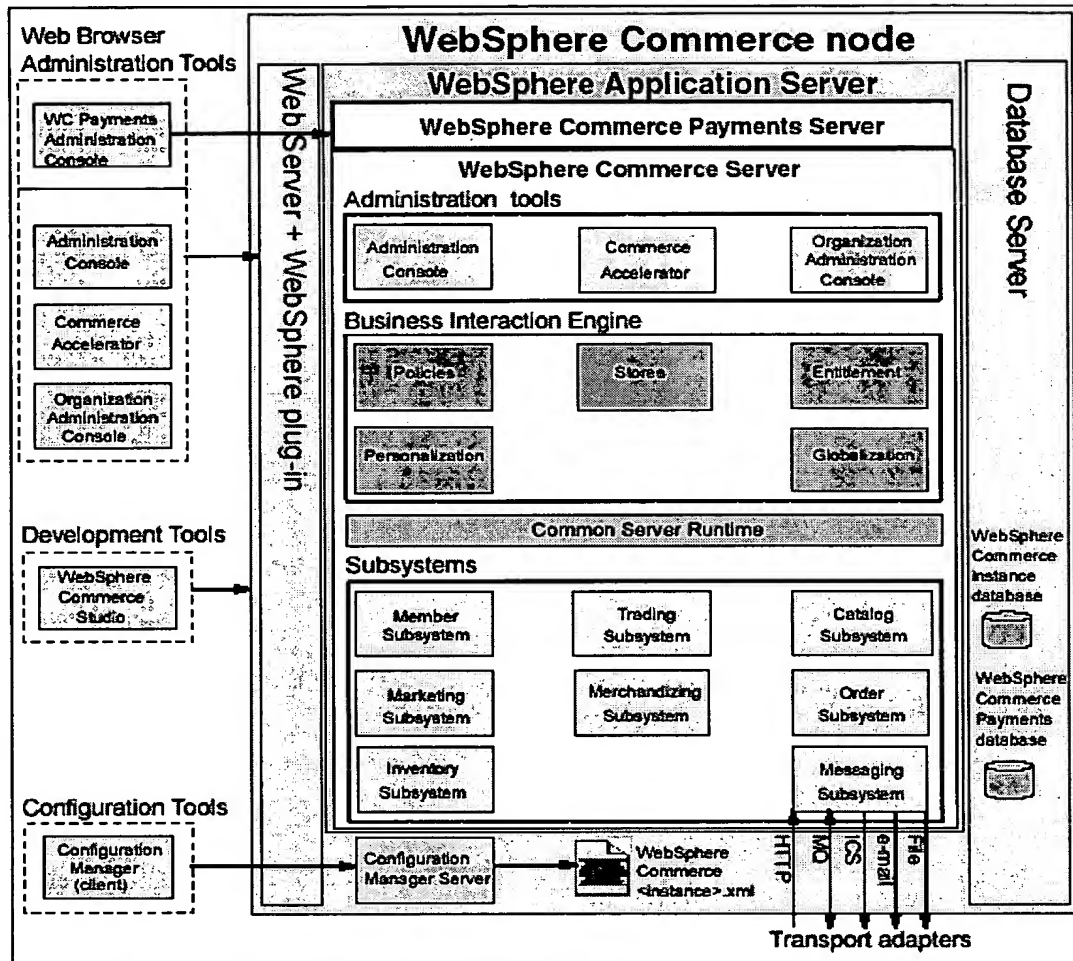 WebSphere Commerce node
Web Browser
Administration Tools
WC Payments
Administration
Console
Administration
Console
Commerce
Accelerator
Organization
Administration
Console
Development Tools
WebSphere
Commerce
Studio
Configuration Tools
Configuration
Manager
(client)
Web Server + WebSphere plug-in
WebSphere Application Server
WebSphere Commerce Payments Server
WebSphere Commerce Server
Administration tools
Administration
Console
Commerce
Accelerator
Organization
Administration
Console
Business Interaction Engine
Policies
Stores
Entitlement
Personalization
Globalization
Common Server Runtime
Subsystems
Member
Subsystem
Trading
Subsystem
Catalog
Subsystem
Marketing
Subsystem
Merchandizing
Subsystem
Order
Subsystem
Inventory
Subsystem
Messaging
Subsystem
Configuration
Manager Server
WebSphere
Commerce
<instance>.xml
HTTP
MQ
ICS
e-mail
File
Transport adapters
Database Server
WebSphere
Commerce
instance
database
WebSphere
Commerce
Payments
database